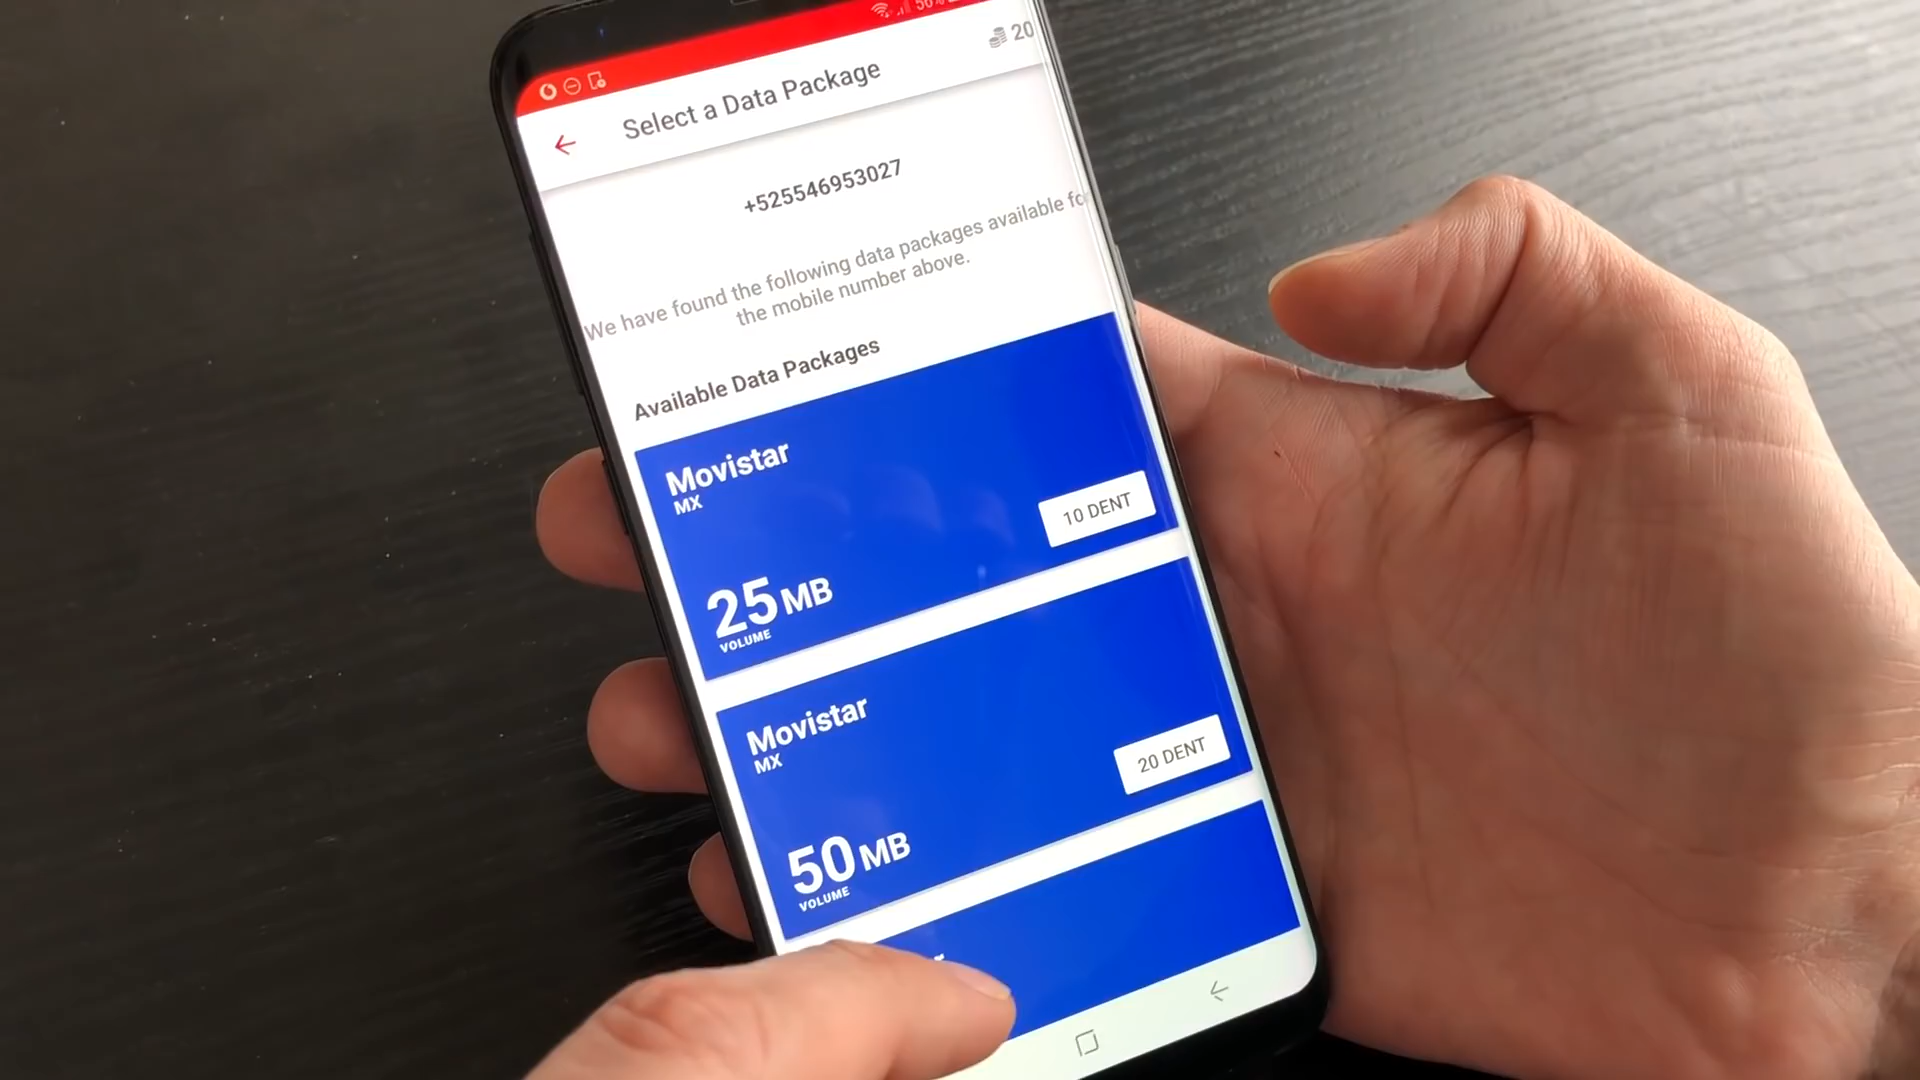 56%
20
Select a Data Package
+525546953027
We have found the following data packages available fo
the mobile number above.
Available Data Packages
Movistar
MX
10 DENT
25 MB
VOLUME
Movistar
MX
20 DENT
50 MB
VOLUME